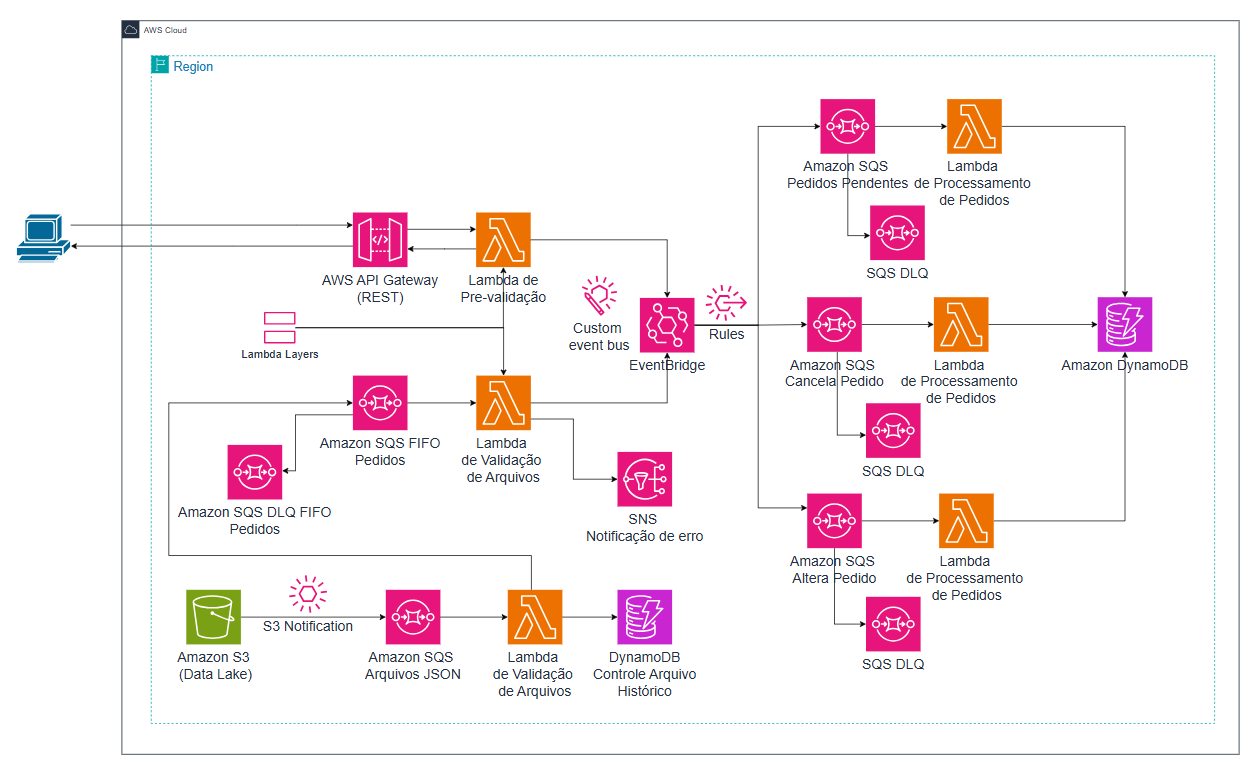 AWS Cloud
Region
Amazon SQS
Pedidos Pendentes
Lambda
de Processamento
de Pedidos
SQS DLQ
AWS API Gateway
(REST)
Lambda de
Pre-validação
Custom
event bus
Rules
EventBridge
Lambda Layers
Amazon SQS
Cancela Pedido
Lambda
de Processamento
de Pedidos
Amazon DynamoDB
SQS DLQ
Amazon SQS FIFO
Pedidos
Lambda
de Validação
de Arquivos
Amazon SQS DLQ FIFO
Pedidos
SNS
Notificação de erro
Amazon SQS
Altera Pedido
Lambda
de Processamento
de Pedidos
SQS DLQ
S3 Notification
Amazon S3
(Data Lake)
Amazon SQS
Arquivos JSON
Lambda
de Validação
de Arquivos
DynamoDB
Controle Arquivo
Histórico